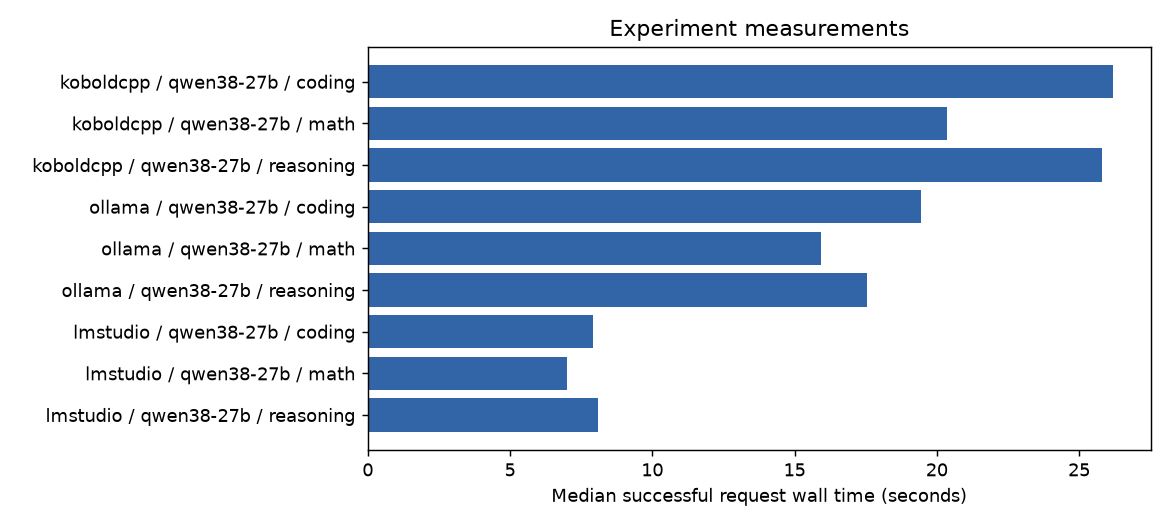 Experiment measurements
koboldcpp / qwen38-27b / coding
koboldcpp / qwen38-27b / math
koboldcpp / qwen38-27b / reasoning
ollama / qwen38-27b / coding
ollama / qwen38-27b / math
ollama / qwen38-27b / reasoning
lmstudio / qwen38-27b / coding
lmstudio / qwen38-27b / math
lmstudio / qwen38-27b / reasoning
0 5 10 15 20 25
Median successful request wall time (seconds)